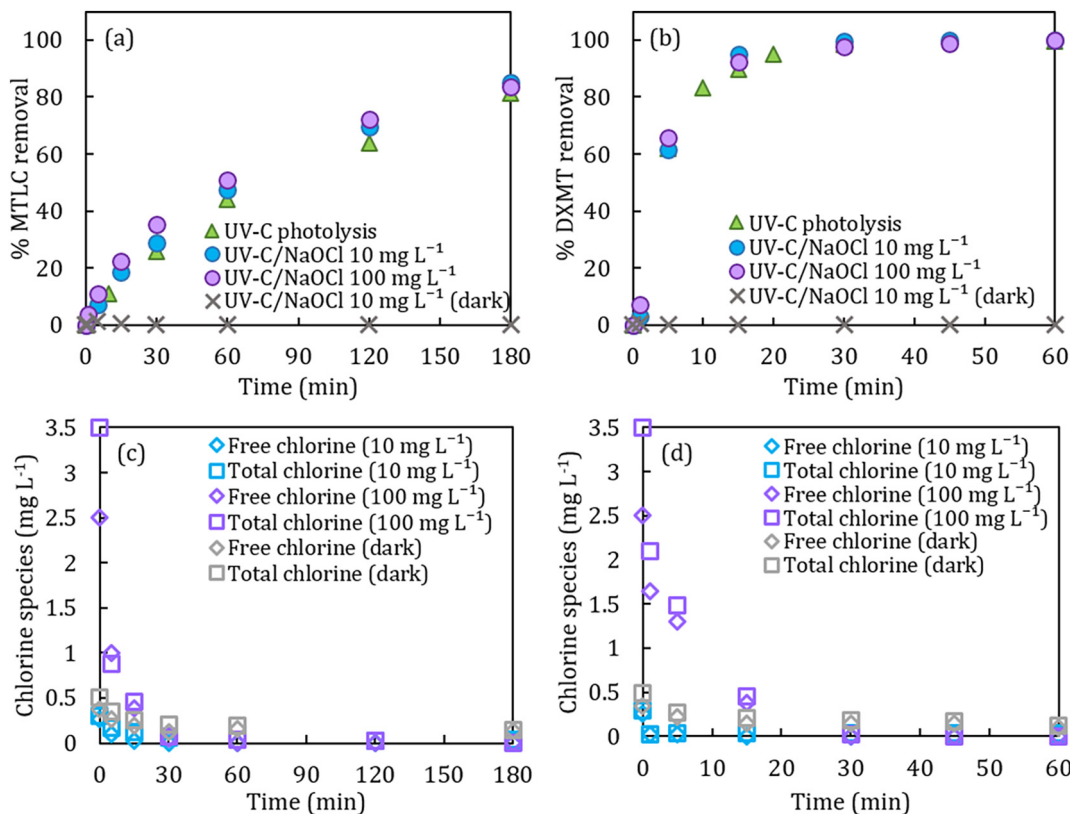 (a)
% MTLC removal
100
80
60
40
20
0
UV-C photolysis
UV-C/NaOCl 10 mg L⁻¹
UV-C/NaOCl 100 mg L⁻¹
UV-C/NaOCl 10 mg L⁻¹ (dark)
0 30 60 90 120 150 180
Time (min)
(b)
% DXMT removal
100
80
60
40
20
0
UV-C photolysis
UV-C/NaOCl 10 mg L⁻¹
UV-C/NaOCl 100 mg L⁻¹
UV-C/NaOCl 10 mg L⁻¹ (dark)
0 10 20 30 40 50 60
Time (min)
(c)
Chlorine species (mg L⁻¹)
3.5
3
2.5
2
1.5
1
0.5
0
Free chlorine (10 mg L⁻¹)
Total chlorine (10 mg L⁻¹)
Free chlorine (100 mg L⁻¹)
Total chlorine (100 mg L⁻¹)
Free chlorine (dark)
Total chlorine (dark)
0 30 60 90 120 150 180
Time (min)
(d)
Chlorine species (mg L⁻¹)
3.5
3
2.5
2
1.5
1
0.5
0
Free chlorine (10 mg L⁻¹)
Total chlorine (10 mg L⁻¹)
Free chlorine (100 mg L⁻¹)
Total chlorine (100 mg L⁻¹)
Free chlorine (dark)
Total chlorine (dark)
0 10 20 30 40 50 60
Time (min)